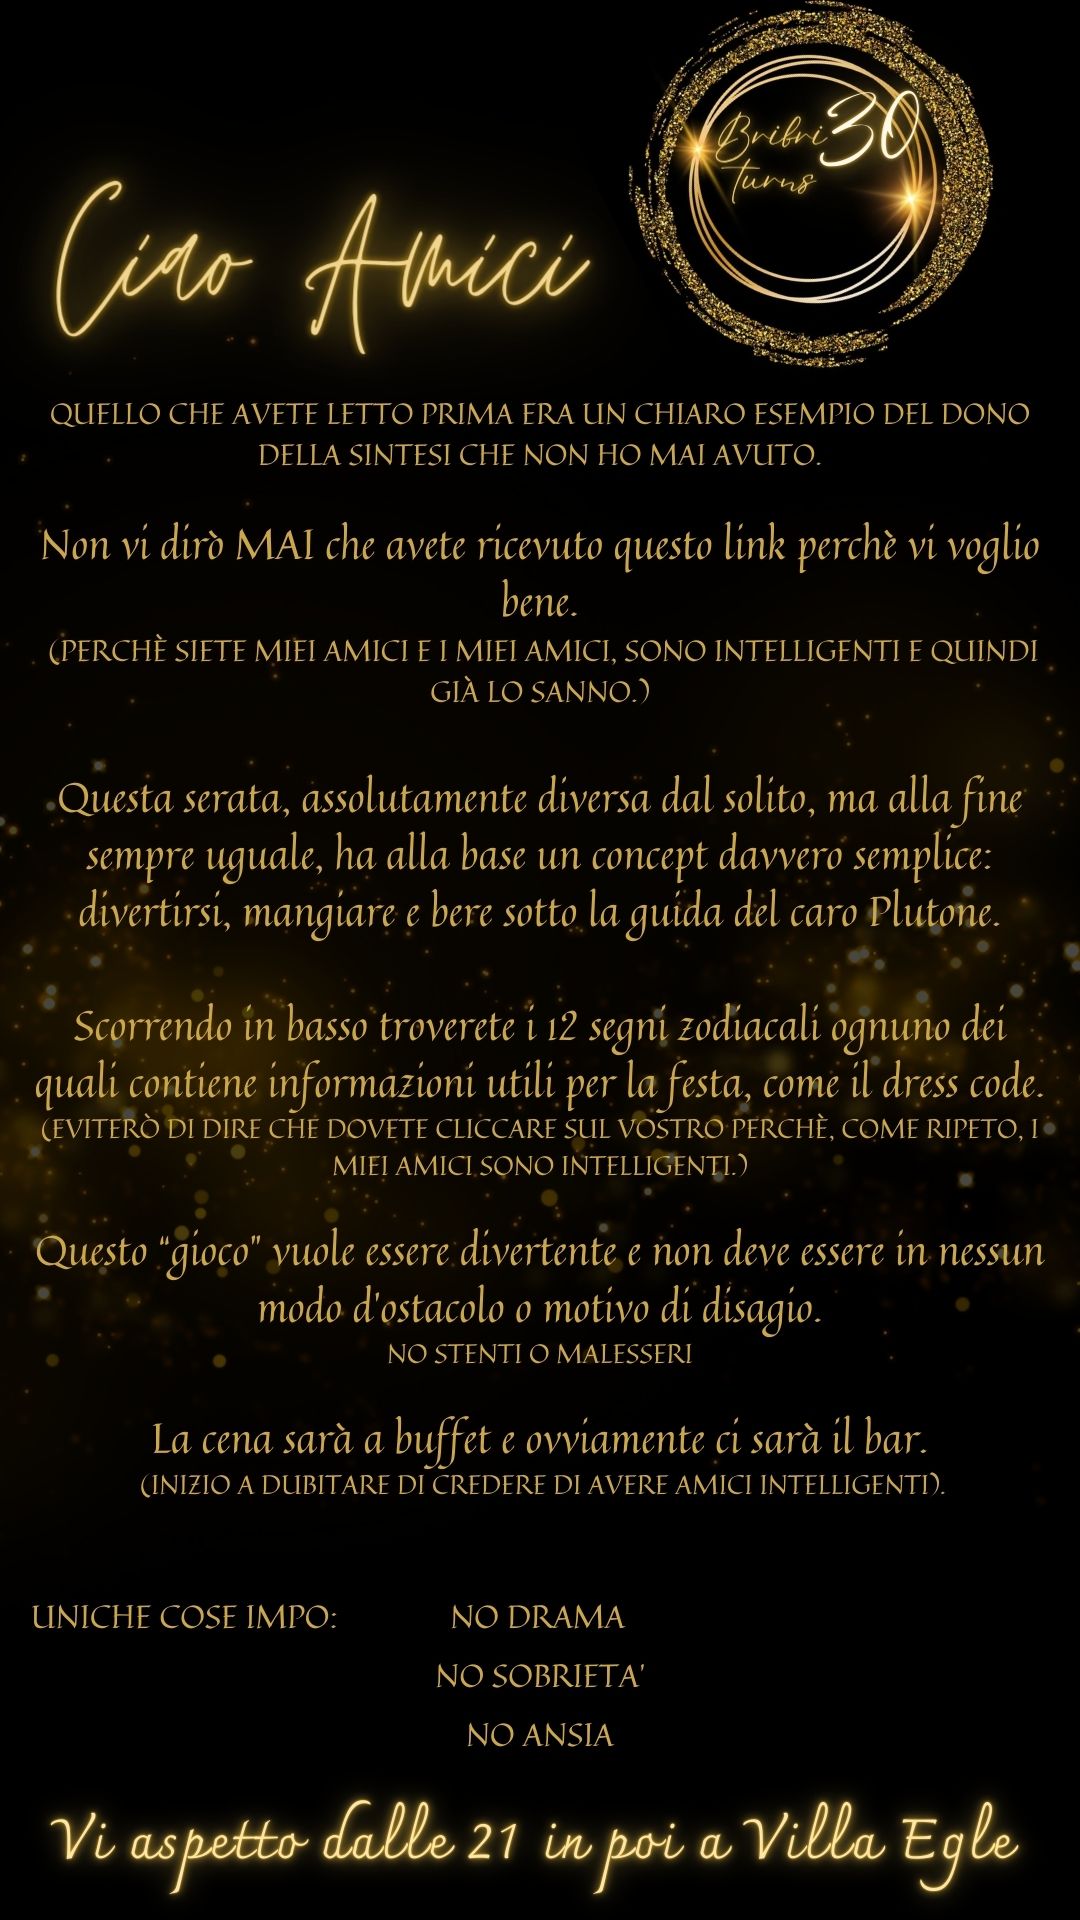 Bribri 30
turns
Ciao Amici
QUELLO CHE AVETE LETTO PRIMA ERA UN CHIARO ESEMPIO DEL DONO
DELLA SINTESI CHE NON HO MAI AVUTO.
Non vi dirò MAI che avete ricevuto questo link perchè vi voglio
bene.
(PERCHÈ SIETE MIEI AMICI E I MIEI AMICI, SONO INTELLIGENTI E QUINDI
GIÀ LO SANNO.)
Questa serata, assolutamente diversa dal solito, ma alla fine
sempre uguale, ha alla base un concept davvero semplice:
divertirsi, mangiare e bere sotto la guida del caro Plutone.
Scorrendo in basso troverete i 12 segni zodiacali ognuno dei
quali contiene informazioni utili per la festa, come il dress code.
(EVITERÒ DI DIRE CHE DOVETE CLICCARE SUL VOSTRO PERCHÈ, COME RIPETO, I
MIEI AMICI SONO INTELLIGENTI.)
Questo “gioco” vuole essere divertente e non deve essere in nessun
modo d'ostacolo o motivo di disagio.
NO STENTI O MALESSERI
La cena sarà a buffet e ovviamente ci sarà il bar.
(INIZIO A DUBITARE DI CREDERE DI AVERE AMICI INTELLIGENTI).
UNICHE COSE IMPO: NO DRAMA
NO SOBRIETA'
NO ANSIA
Vi aspetto dalle 21 in poi a Villa Egle